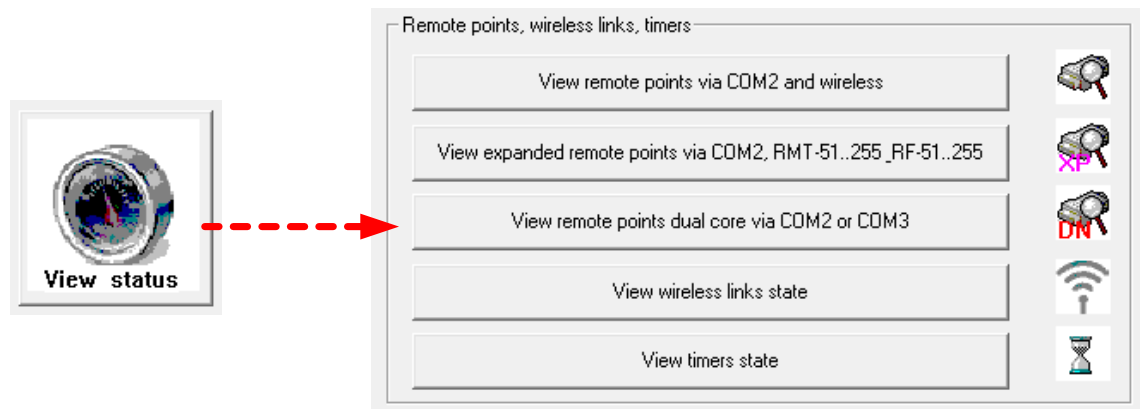 Remote points, wireless links, timers
View remote points via COM2 and wireless
View expanded remote points via COM2, RMT-51..255_RF-51..255
XP
View remote points dual core via COM2 or COM3
DN
View status
View wireless links state
View timers state